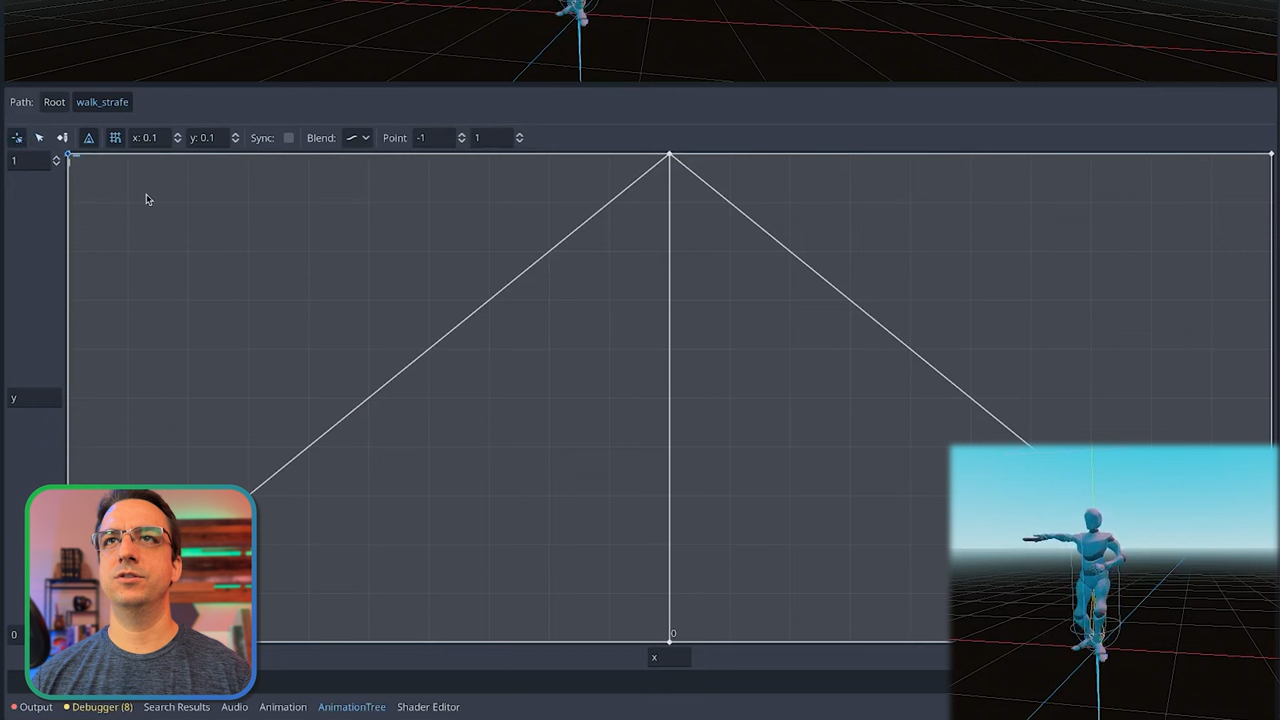 Path: Root walk_strafe
x: 0.1 y: 0.1 Sync: Blend: Point -1 1
1
y
0
0
x
Output Debugger (8) Search Results Audio Animation AnimationTree Shader Editor